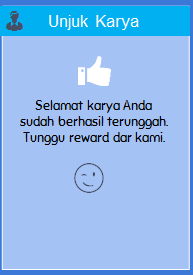 Unjuk Karya
Selamat karya Anda
sudah berhasil terunggah.
Tunggu reward dar kami.